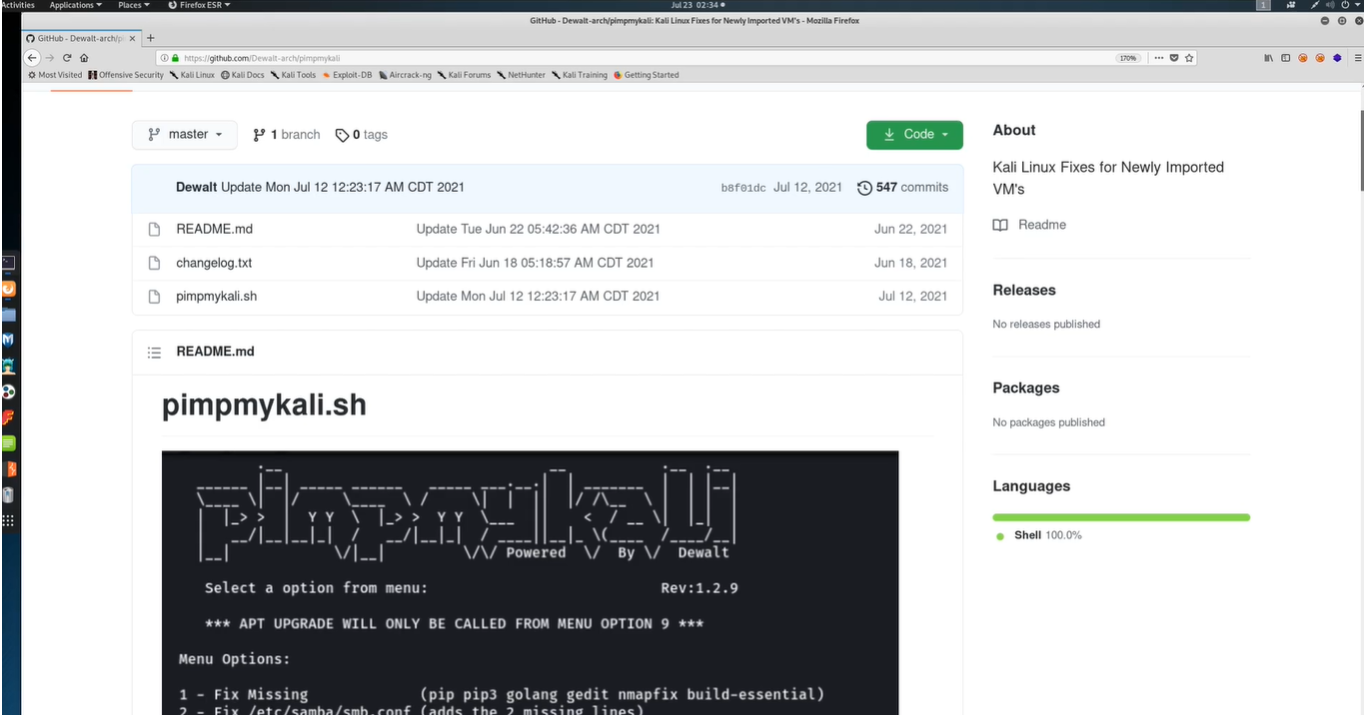 Activities Applications Places Firefox ESR Jul 23 02:34 1
GitHub - Dewalt-arch/pimpmykali: Kali Linux Fixes for Newly Imported VM's - Mozilla Firefox
GitHub - Dewalt-arch/pi
https://github.com/Dewalt-arch/pimpmykali 170%
Most Visited Offensive Security Kali Linux Kali Docs Kali Tools Exploit-DB Aircrack-ng Kali Forums NetHunter Kali Training Getting Started
master 1 branch 0 tags Code
Dewalt Update Mon Jul 12 12:23:17 AM CDT 2021 b8f01dc Jul 12, 2021 547 commits
README.md Update Tue Jun 22 05:42:36 AM CDT 2021 Jun 22, 2021
changelog.txt Update Fri Jun 18 05:18:57 AM CDT 2021 Jun 18, 2021
pimpmykali.sh Update Mon Jul 12 12:23:17 AM CDT 2021 Jul 12, 2021
README.md
pimpmykali.sh
pimpmykali
Powered By Dewalt
Select a option from menu: Rev:1.2.9
*** APT UPGRADE WILL ONLY BE CALLED FROM MENU OPTION 9 ***
Menu Options:
1 - Fix Missing (pip pip3 golang gedit nmapfix build-essential)
2 - Fix /etc/samba/smb.conf (adds the 2 missing lines)
About
Kali Linux Fixes for Newly Imported
VM's
Readme
Releases
No releases published
Packages
No packages published
Languages
Shell 100.0%